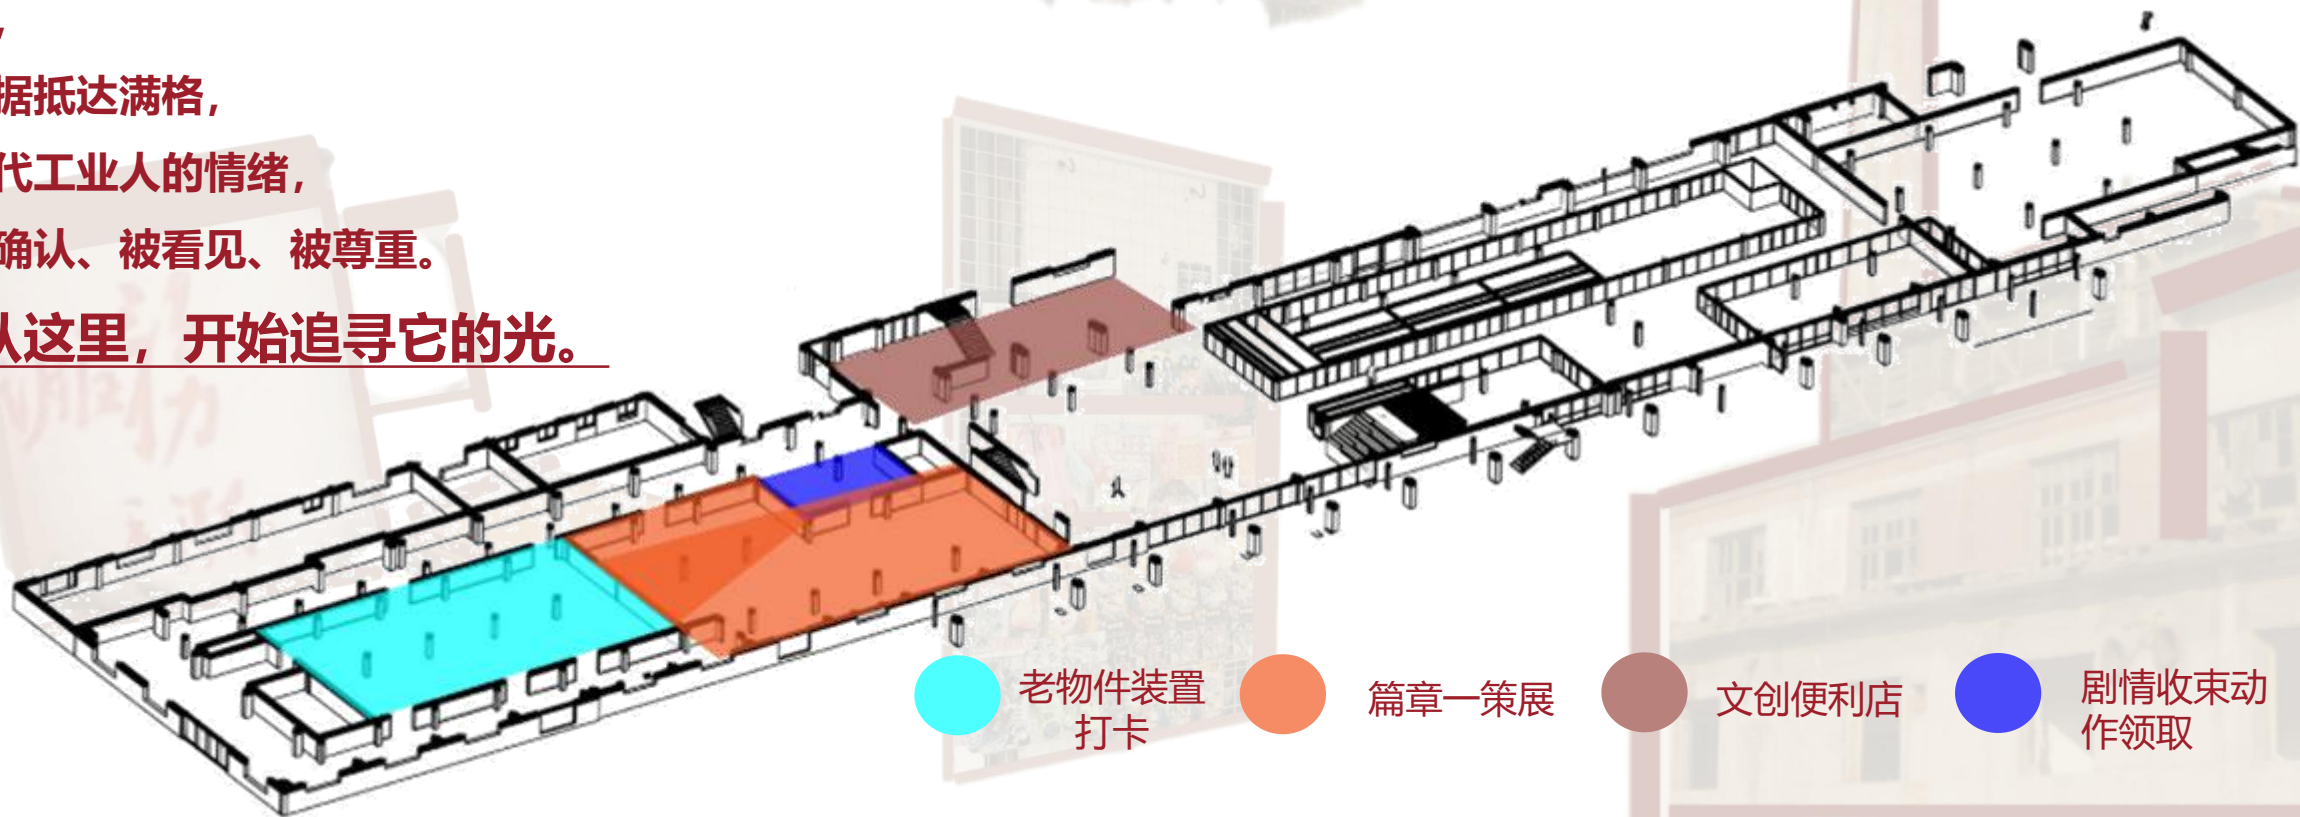 ，
据抵达满格，
代工业人的情绪，
确认、被看见、被尊重。
从这里，开始追寻它的光。
老物件装置
打卡
篇章一策展
文创便利店
剧情收束动
作领取